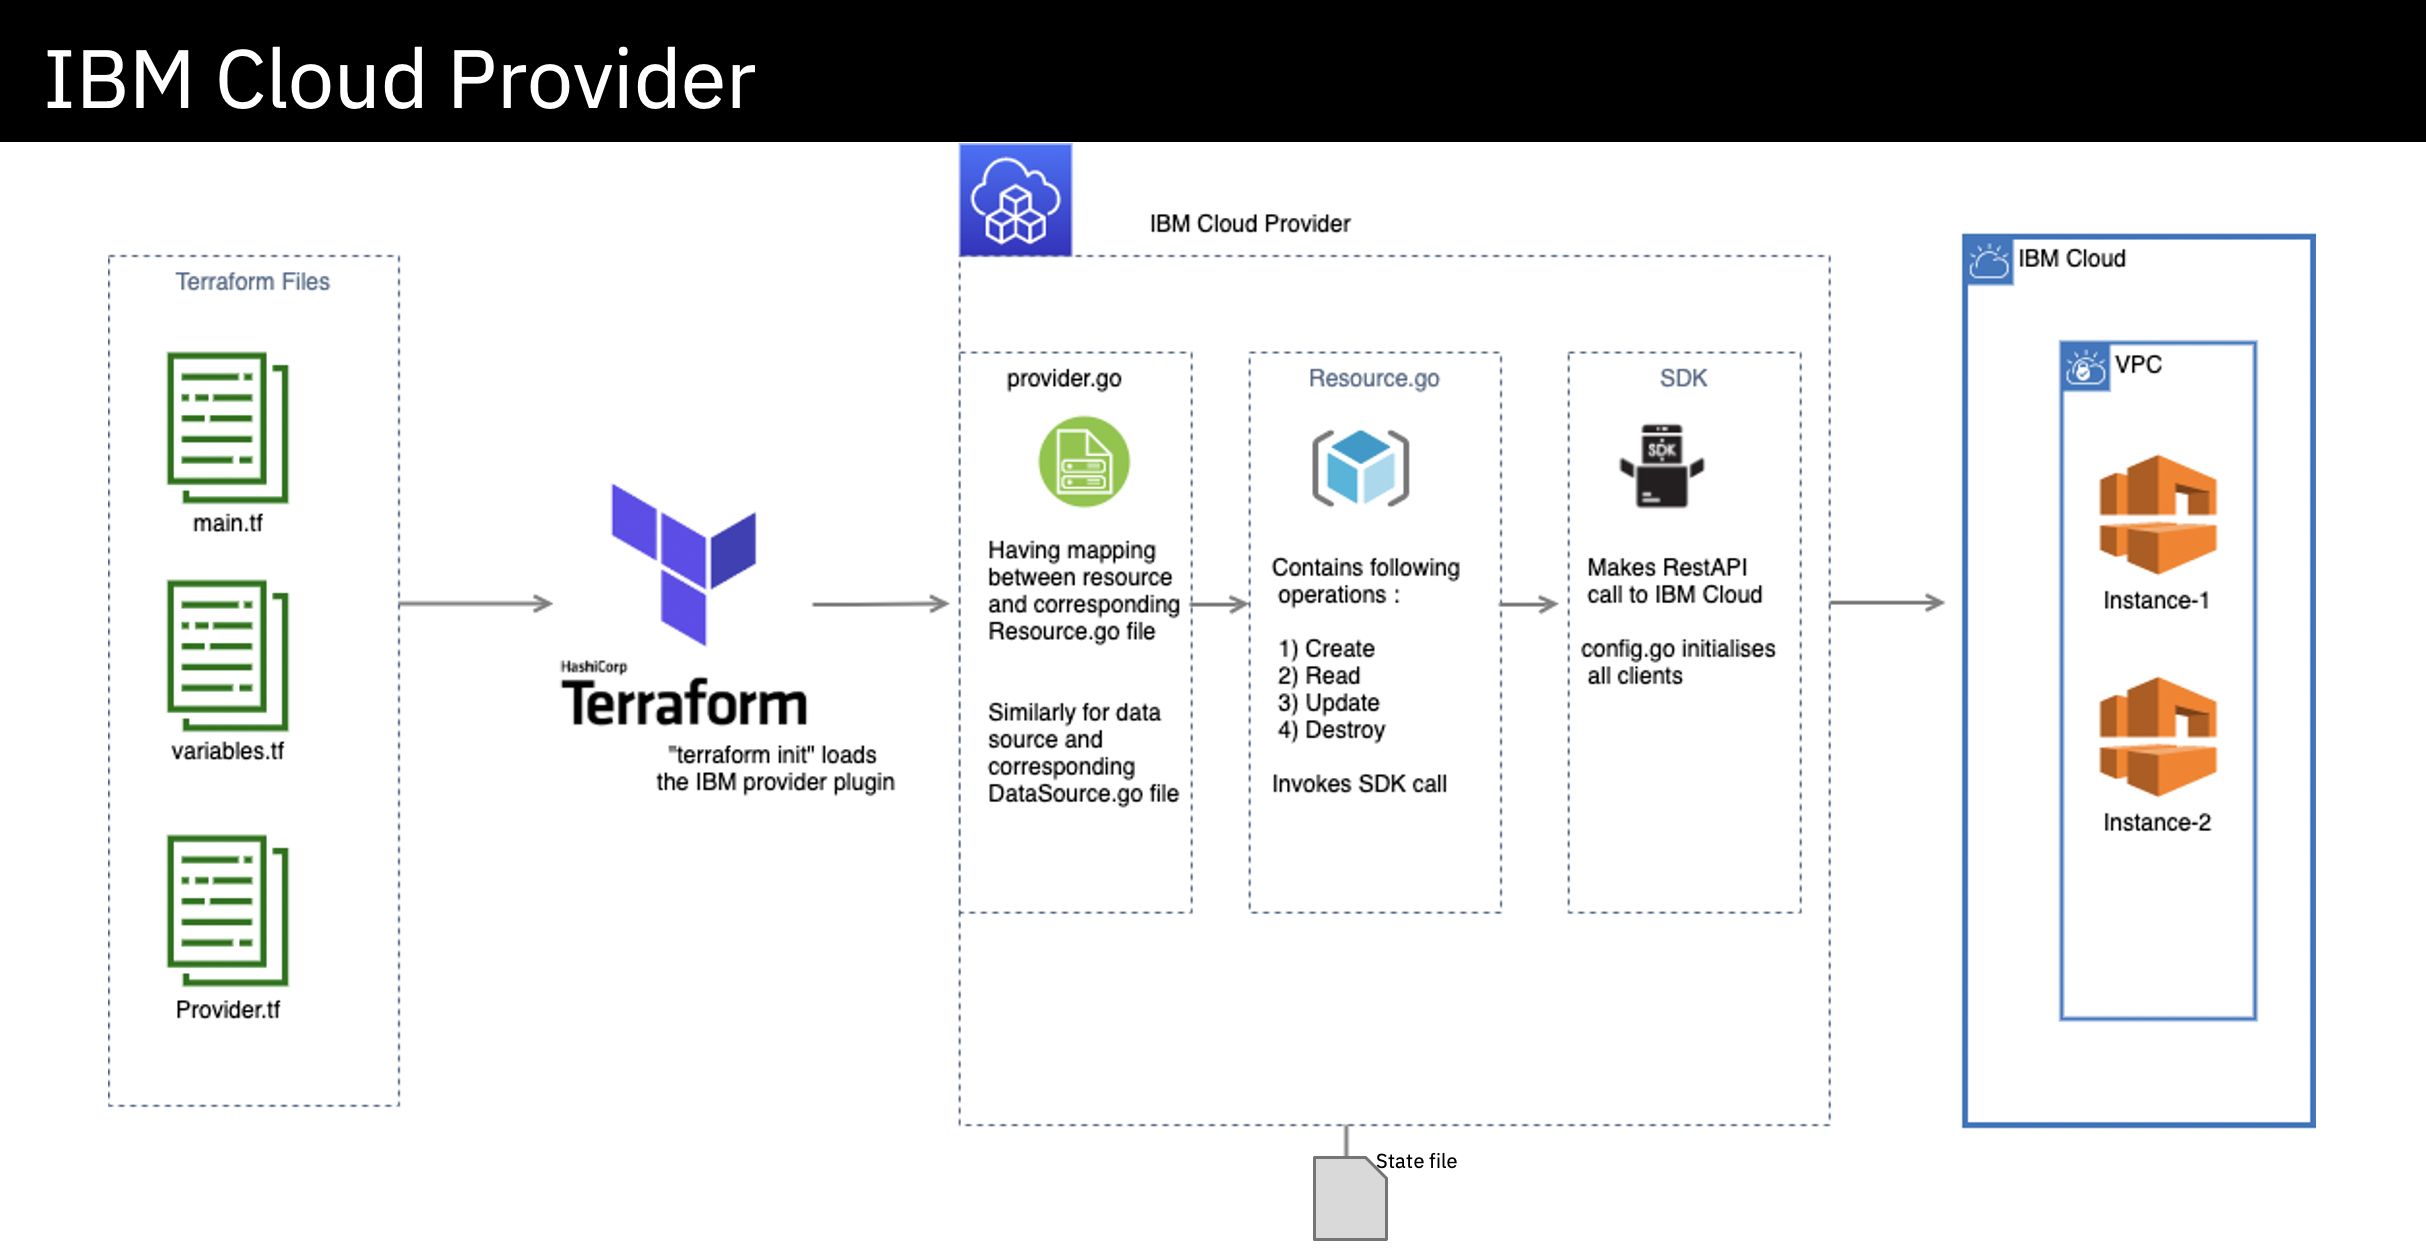 IBM Cloud Provider
IBM Cloud Provider
Terraform Files
main.tf
variables.tf
Provider.tf
HashiCorp
Terraform
"terraform init" loads
the IBM provider plugin
provider.go
Having mapping
between resource
and corresponding
Resource.go file
Similarly for data
source and
corresponding
DataSource.go file
Resource.go
Contains following
operations :
1) Create
2) Read
3) Update
4) Destroy
Invokes SDK call
SDK
SDK
Makes RestAPI
call to IBM Cloud
config.go initialises
all clients
State file
IBM Cloud
VPC
Instance-1
Instance-2